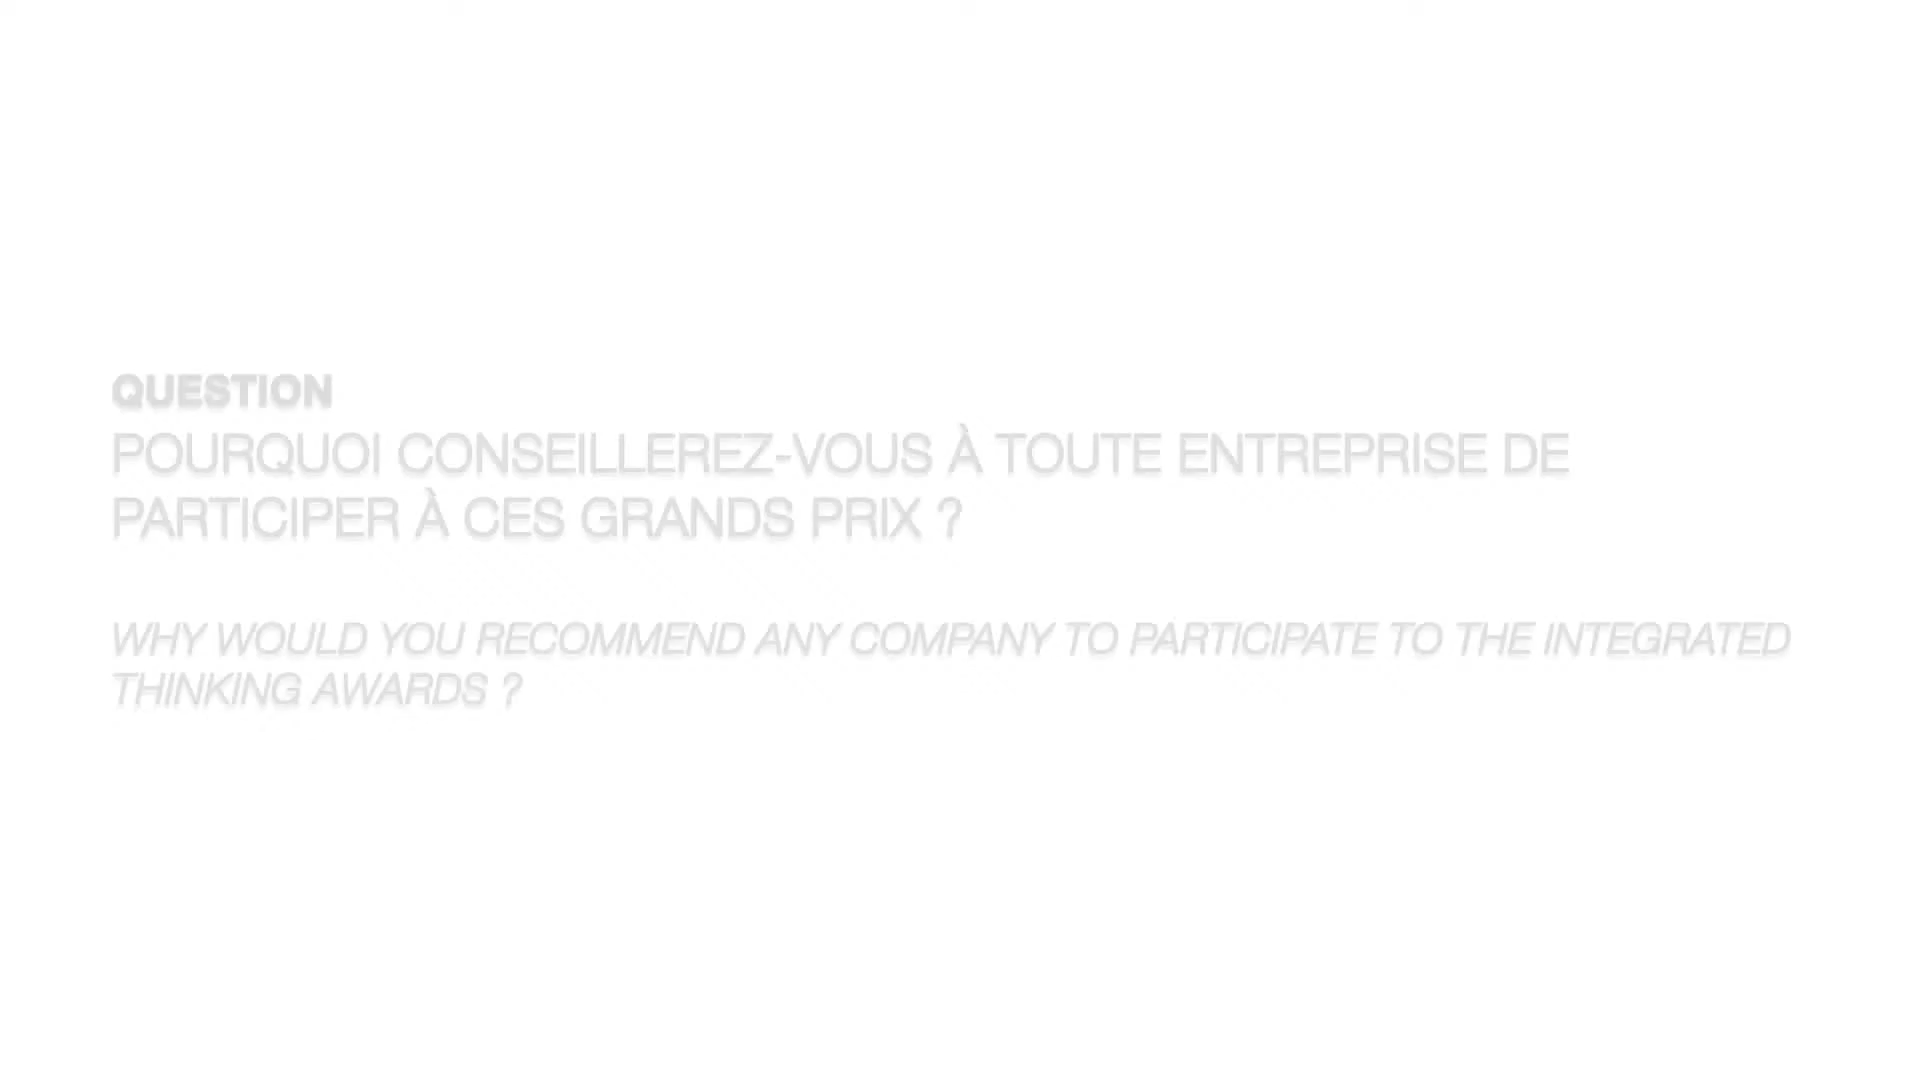 QUESTION
POURQUOI CONSEILLEREZ-VOUS À TOUTE ENTREPRISE DE
PARTICIPER À CES GRANDS PRIX ?
WHY WOULD YOU RECOMMEND ANY COMPANY TO PARTICIPATE TO THE INTEGRATED
THINKING AWARDS ?